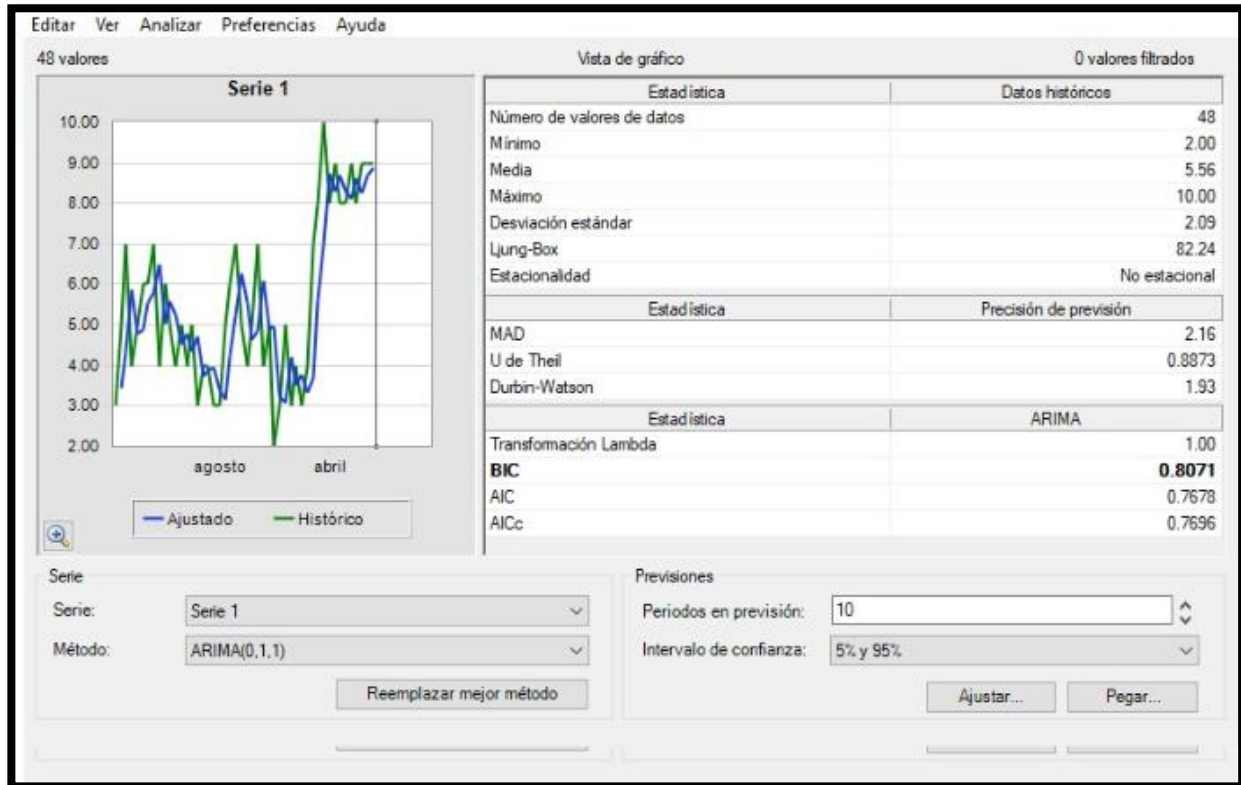 Editar Ver Analizar Preferencias Ayuda
48 valores Vista de gráfico 0 valores filtrados
Serie 1
10.00
9.00
8.00
7.00
6.00
5.00
4.00
3.00
2.00
agosto abril
Ajustado Histórico
Estadística Datos históricos
Número de valores de datos 48
Mínimo 2.00
Media 5.56
Máximo 10.00
Desviación estándar 2.09
Ljung-Box 82.24
Estacionalidad No estacional
Estadística Precisión de previsión
MAD 2.16
U de Theil 0.8873
Durbin-Watson 1.93
Estadística ARIMA
Transformación Lambda 1.00
BIC 0.8071
AIC 0.7678
AICc 0.7696
Serie
Serie: Serie 1
Método: ARIMA(0,1,1)
Reemplazar mejor método
Previsiones
Periodos en previsión: 10
Intervalo de confianza: 5% y 95%
Ajustar... Pegar...